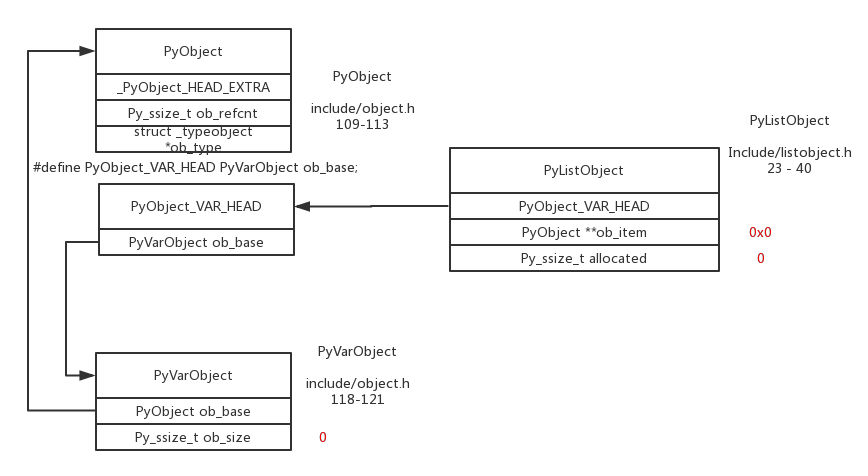 PyObject
_PyObject_HEAD_EXTRA
Py_ssize_t ob_refcnt
struct _typeobject
*ob_type
PyObject
include/object.h
109-113
#define PyObject_VAR_HEAD PyVarObject ob_base;
PyObject_VAR_HEAD
PyVarObject ob_base
PyListObject
Include/listobject.h
23 - 40
PyListObject
PyObject_VAR_HEAD
PyObject **ob_item
0x0
Py_ssize_t allocated
0
PyVarObject
include/object.h
118-121
PyVarObject
PyObject ob_base
Py_ssize_t ob_size
0